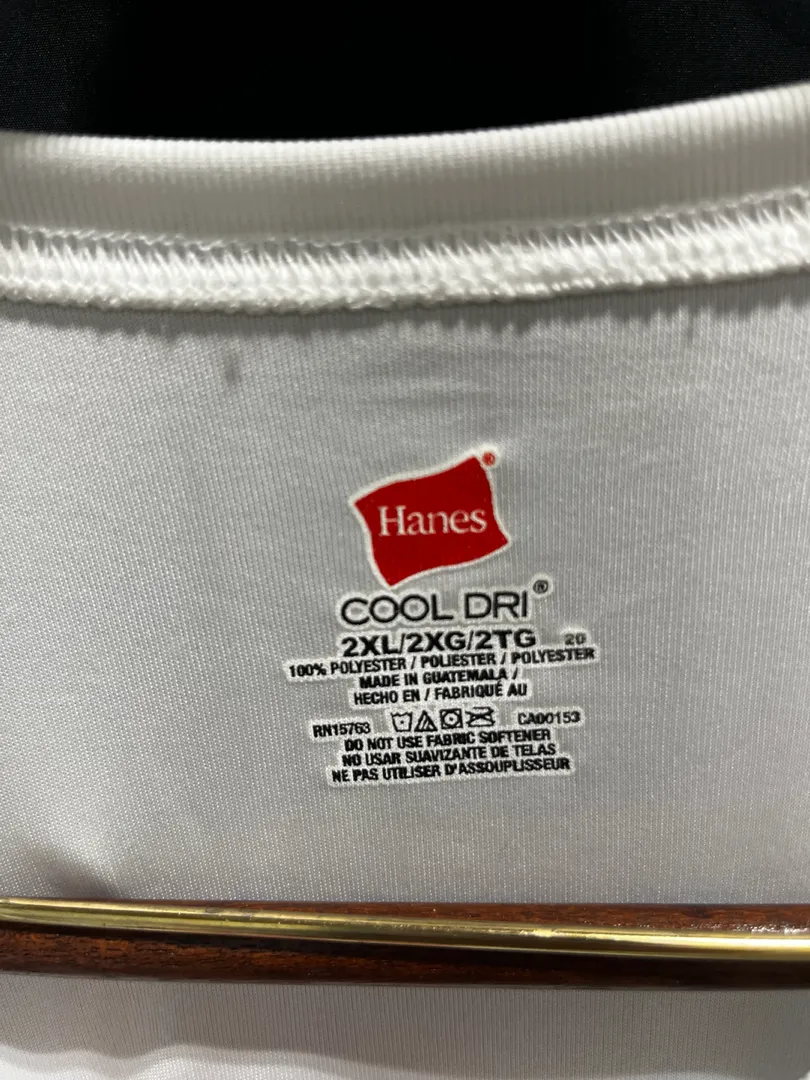 Hanes®
COOL DRI®
2XL/2XG/2TG 20
100% POLYESTER / POLIESTER / POLYESTER
MADE IN GUATEMALA /
HECHO EN / FABRIQUÉ AU
RN15763 CA00153
DO NOT USE FABRIC SOFTENER
NO USAR SUAVIZANTE DE TELAS
NE PAS UTILISER D'ASSOUPLISSEUR